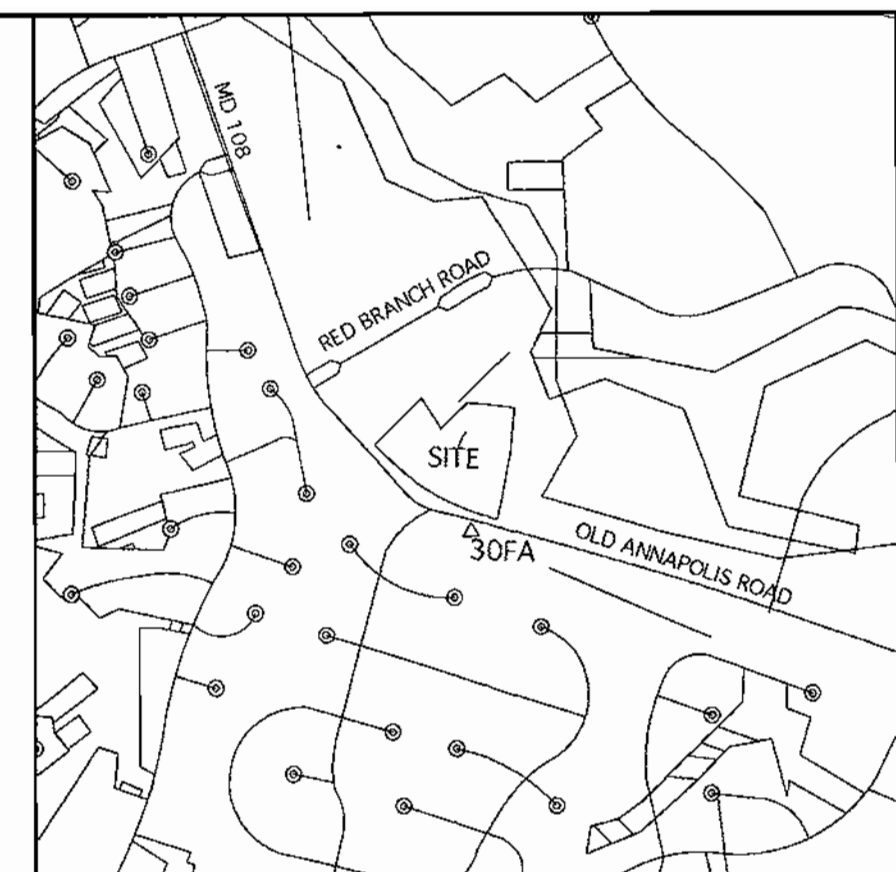 MD 108
RED BRANCH ROAD
SITE
30FA
OLD ANNAPOLIS ROAD